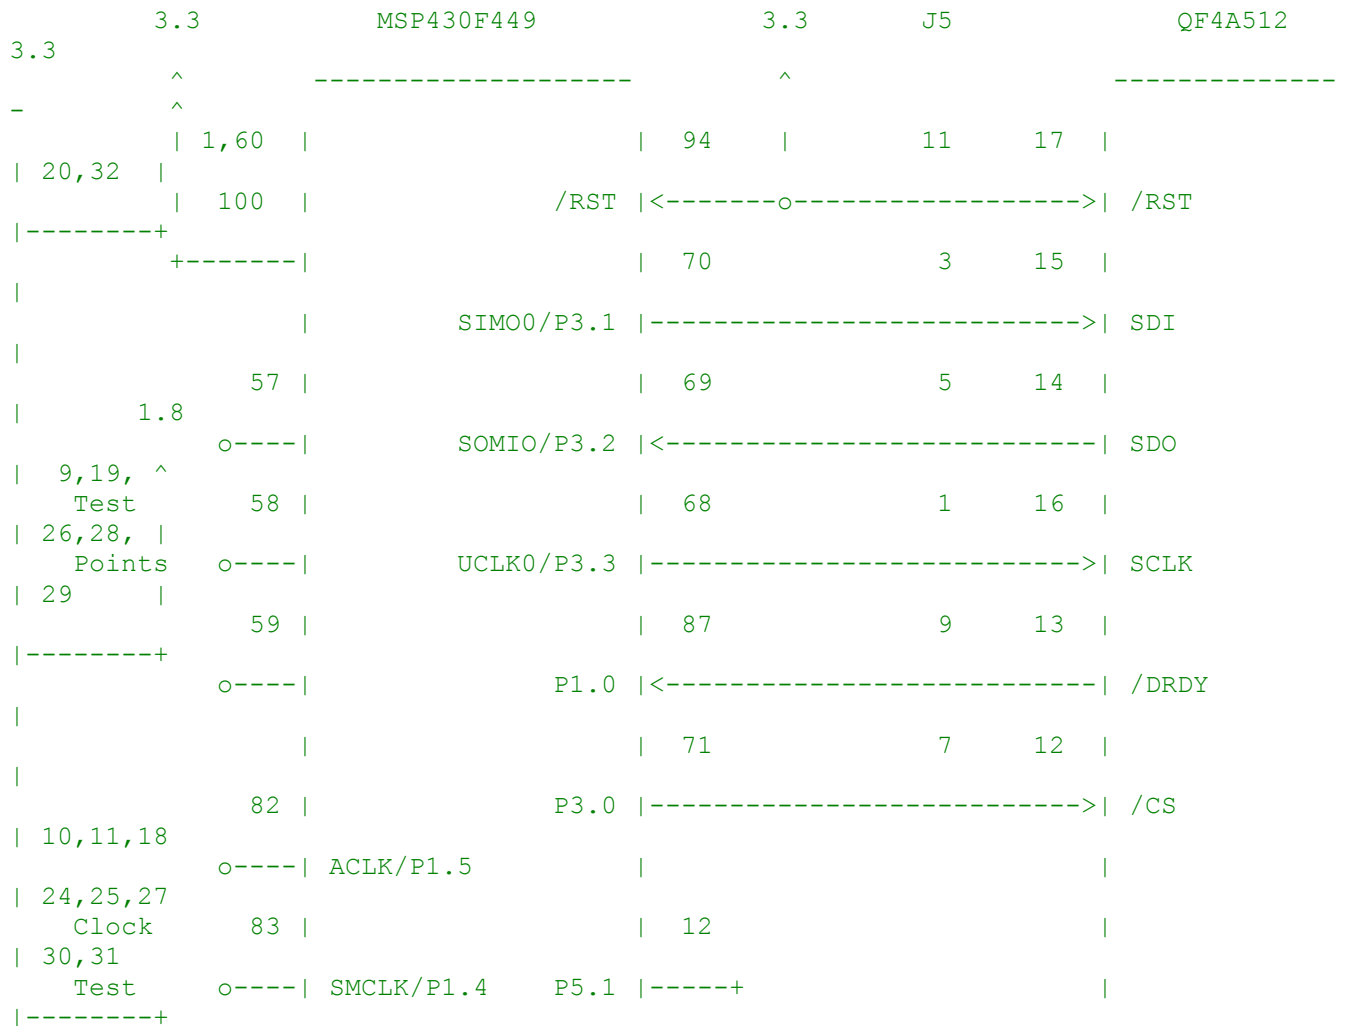 3.3           MSP430F449              3.3       J5              QF4A512
3.3
          ^        --------------------         ^                    --------------
-         ^
          | 1,60  |                    |  94    |        11     17  |
| 20,32  |
          |  100  |               /RST |<-------o------------------>| /RST
|--------+
          +-------|                    |  70              3     15  |
|
                  |         SIMO0/P3.1 |--------------------------->| SDI
|
               57 |                    |  69              5     14  |
|       1.8
             o----|         SOMIO/P3.2 |<---------------------------| SDO
|  9,19, ^
    Test       58 |                    |  68              1     16  |
| 26,28, |
    Points   o----|         UCLK0/P3.3 |--------------------------->| SCLK
| 29     |
               59 |                    |  87              9     13  |
|--------+
             o----|               P1.0 |<---------------------------| /DRDY
|
                  |                    |  71              7     12  |
|
               82 |               P3.0 |--------------------------->| /CS
| 10,11,18
             o----| ACLK/P1.5          |                            |
| 24,25,27
    Clock      83 |                    |  12                        |
| 30,31
    Test     o----| SMCLK/P1.4    P5.1 |-----+                      |
|--------+